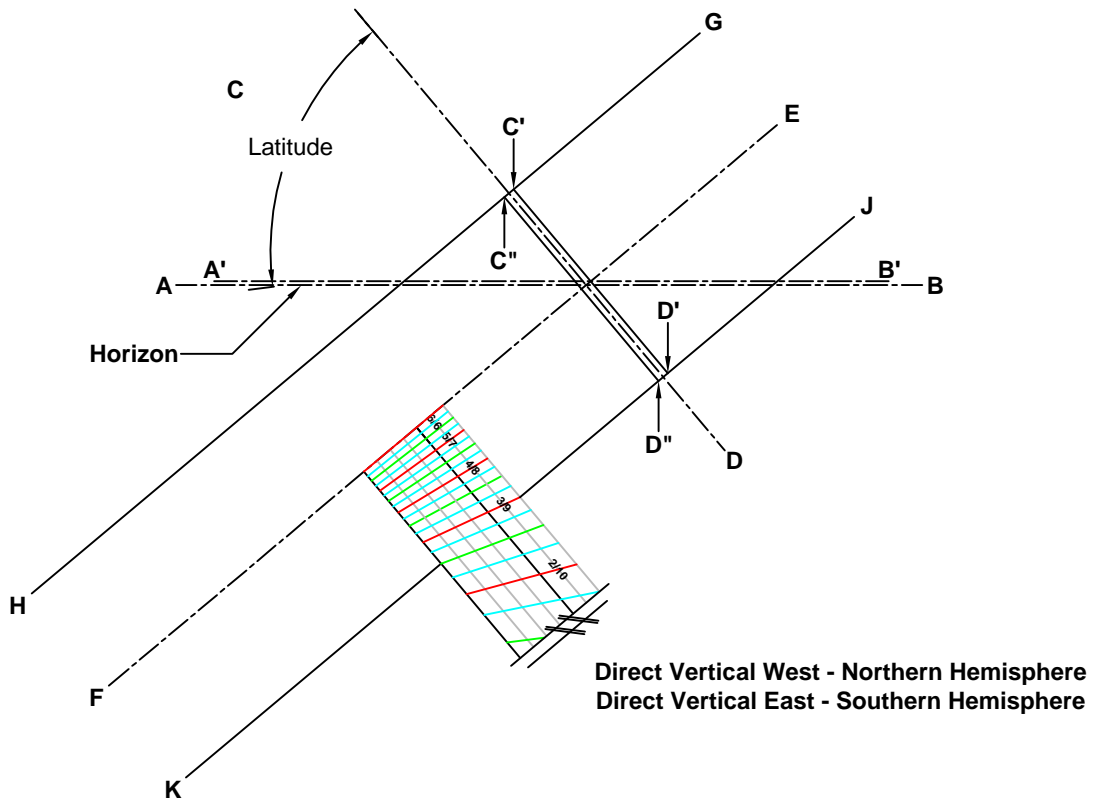 G
C
E
C'
Latitude
J
C"
A'
B'
A
B
D'
Horizon
6/6
5/7
D"
D
4/8
3/9
2/10
H
Direct Vertical West - Northern Hemisphere
F
Direct Vertical East - Southern Hemisphere
K